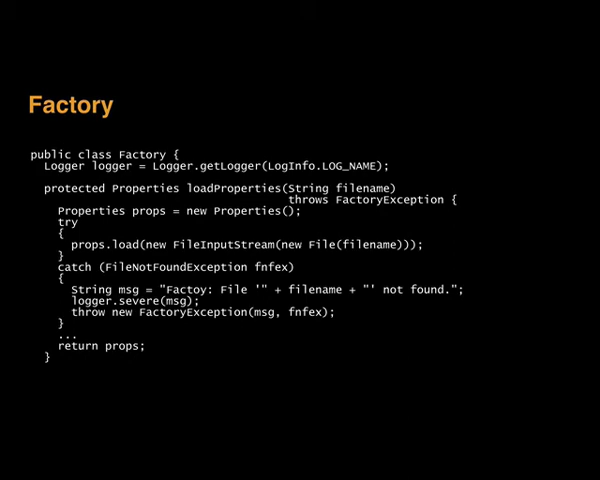 Factory
public class Factory {
Logger logger = Logger.getLogger(LogInfo.LOG_NAME);
protected Properties loadProperties(String filename)
throws FactoryException {
Properties props = new Properties();
try
{
props.load(new FileInputStream(new File(filename)));
}
catch (FileNotFoundException fnfex)
{
String msg = "Factoy: File '" + filename + "' not found.";
logger.severe(msg);
throw new FactoryException(msg, fnfex);
}
...
return props;
}